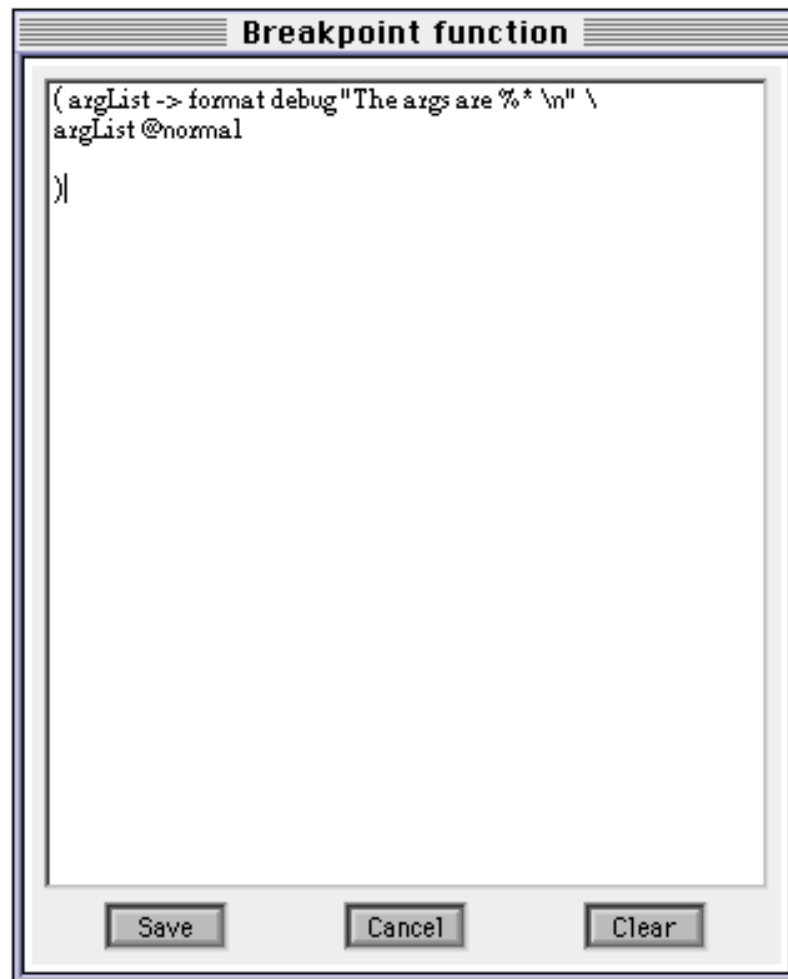 Breakpoint function
( argList -> format debug "The args are %* \n" \
argList @normal
)
Save
Cancel
Clear